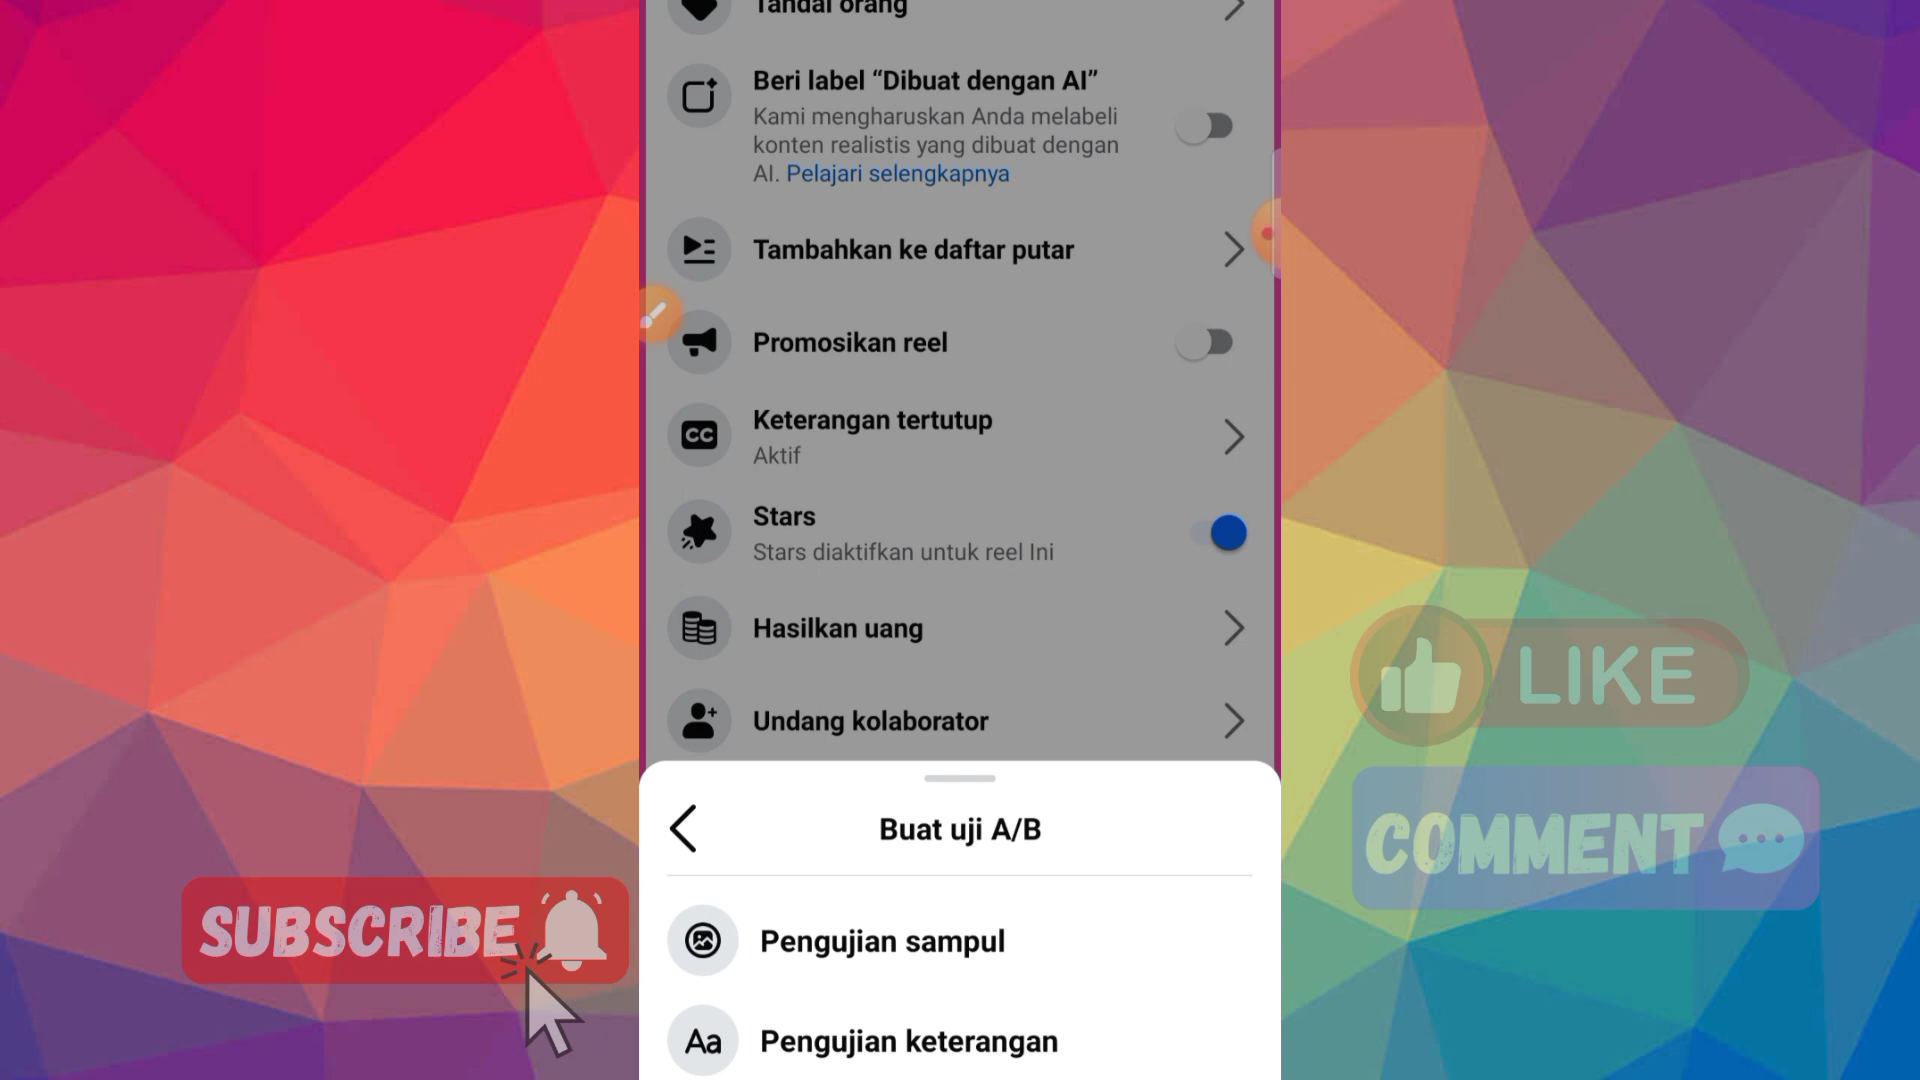 Tandai orang
Beri label “Dibuat dengan AI”
Kami mengharuskan Anda melabeli
konten realistis yang dibuat dengan
AI. Pelajari selengkapnya
Tambahkan ke daftar putar
Promosikan reel
CC
Keterangan tertutup
Aktif
Stars
Stars diaktifkan untuk reel Ini
Hasilkan uang
Undang kolaborator
Buat uji A/B
Pengujian sampul
Aa
Pengujian keterangan
SUBSCRIBE
LIKE
COMMENT